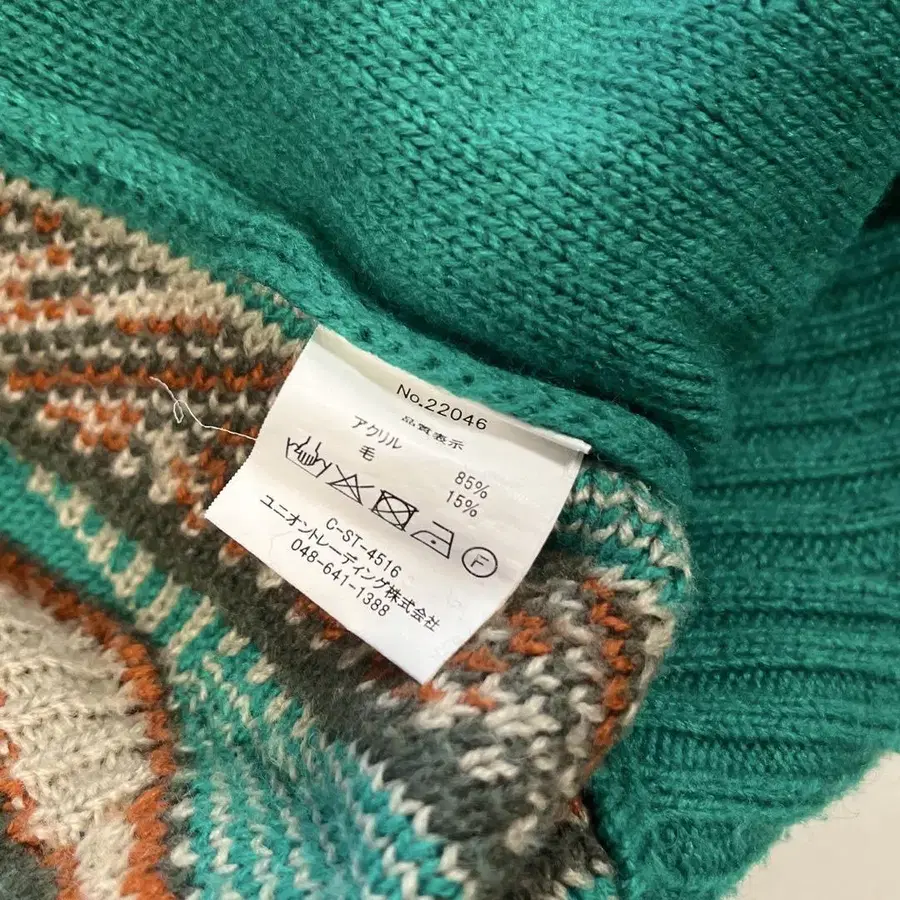 No.22046
品質表示
アクリル 85%
毛 15%
F
C-ST-4516
ユニオントレーディング株式会社
048-641-1388